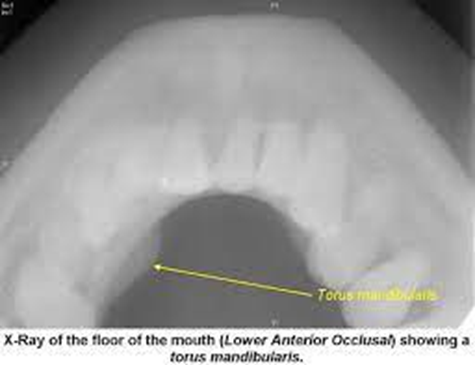 Torus mandibularis
X-Ray of the floor of the mouth (Lower Anterior Occlusal) showing a
torus mandibularis.